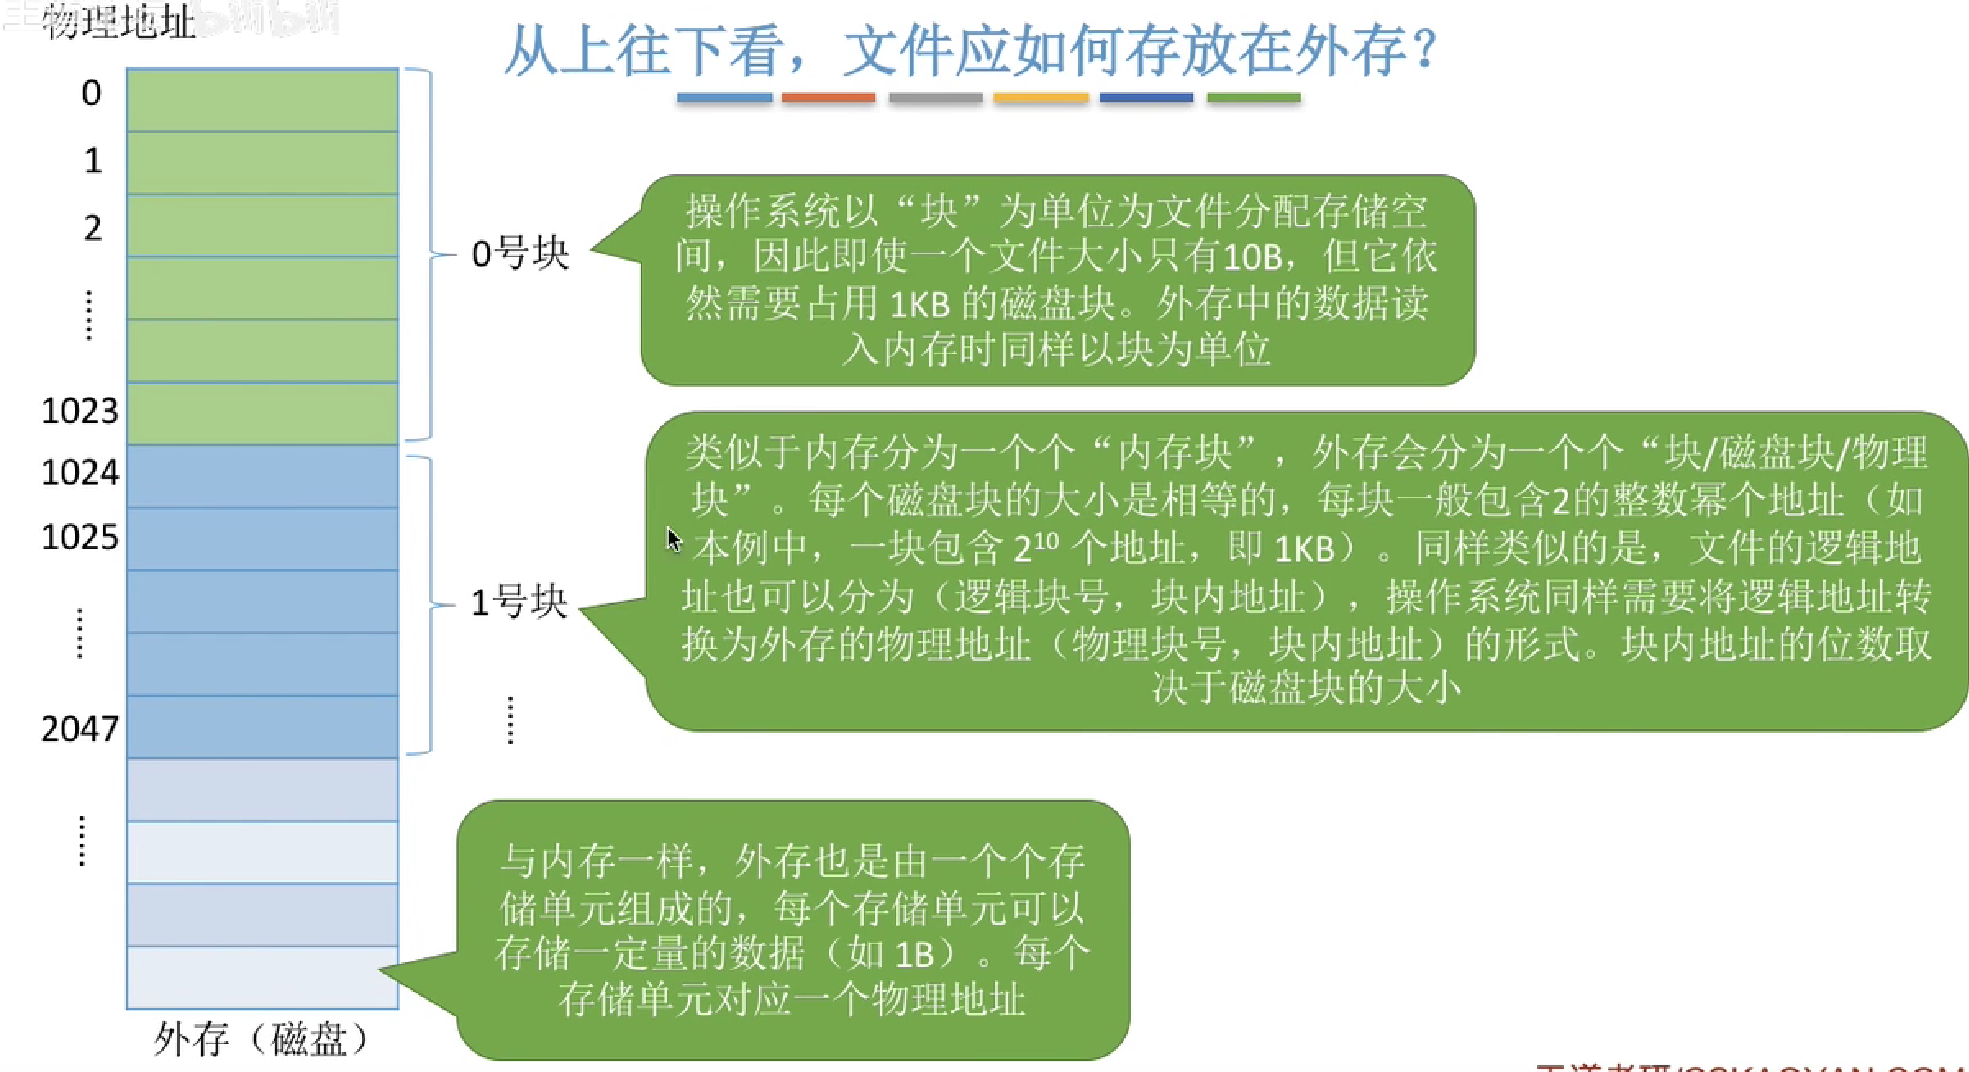 物理地址
bilibili
从上往下看，文件应如何存放在外存？
0
1
2
……
1023
1024
1025
……
2047
……
外存（磁盘）
0号块
1号块
……
操作系统以“块”为单位为文件分配存储空
间，因此即使一个文件大小只有10B，但它依
然需要占用 1KB 的磁盘块。外存中的数据读
入内存时同样以块为单位
类似于内存分为一个个“内存块”，外存会分为一个个“块/磁盘块/物理
块”。每个磁盘块的大小是相等的，每块一般包含2的整数幂个地址（如
本例中，一块包含 2¹⁰ 个地址，即 1KB）。同样类似的是，文件的逻辑地
址也可以分为（逻辑块号，块内地址），操作系统同样需要将逻辑地址转
换为外存的物理地址（物理块号，块内地址）的形式。块内地址的位数取
决于磁盘块的大小
与内存一样，外存也是由一个个存
储单元组成的，每个存储单元可以
存储一定量的数据（如 1B）。每个
存储单元对应一个物理地址